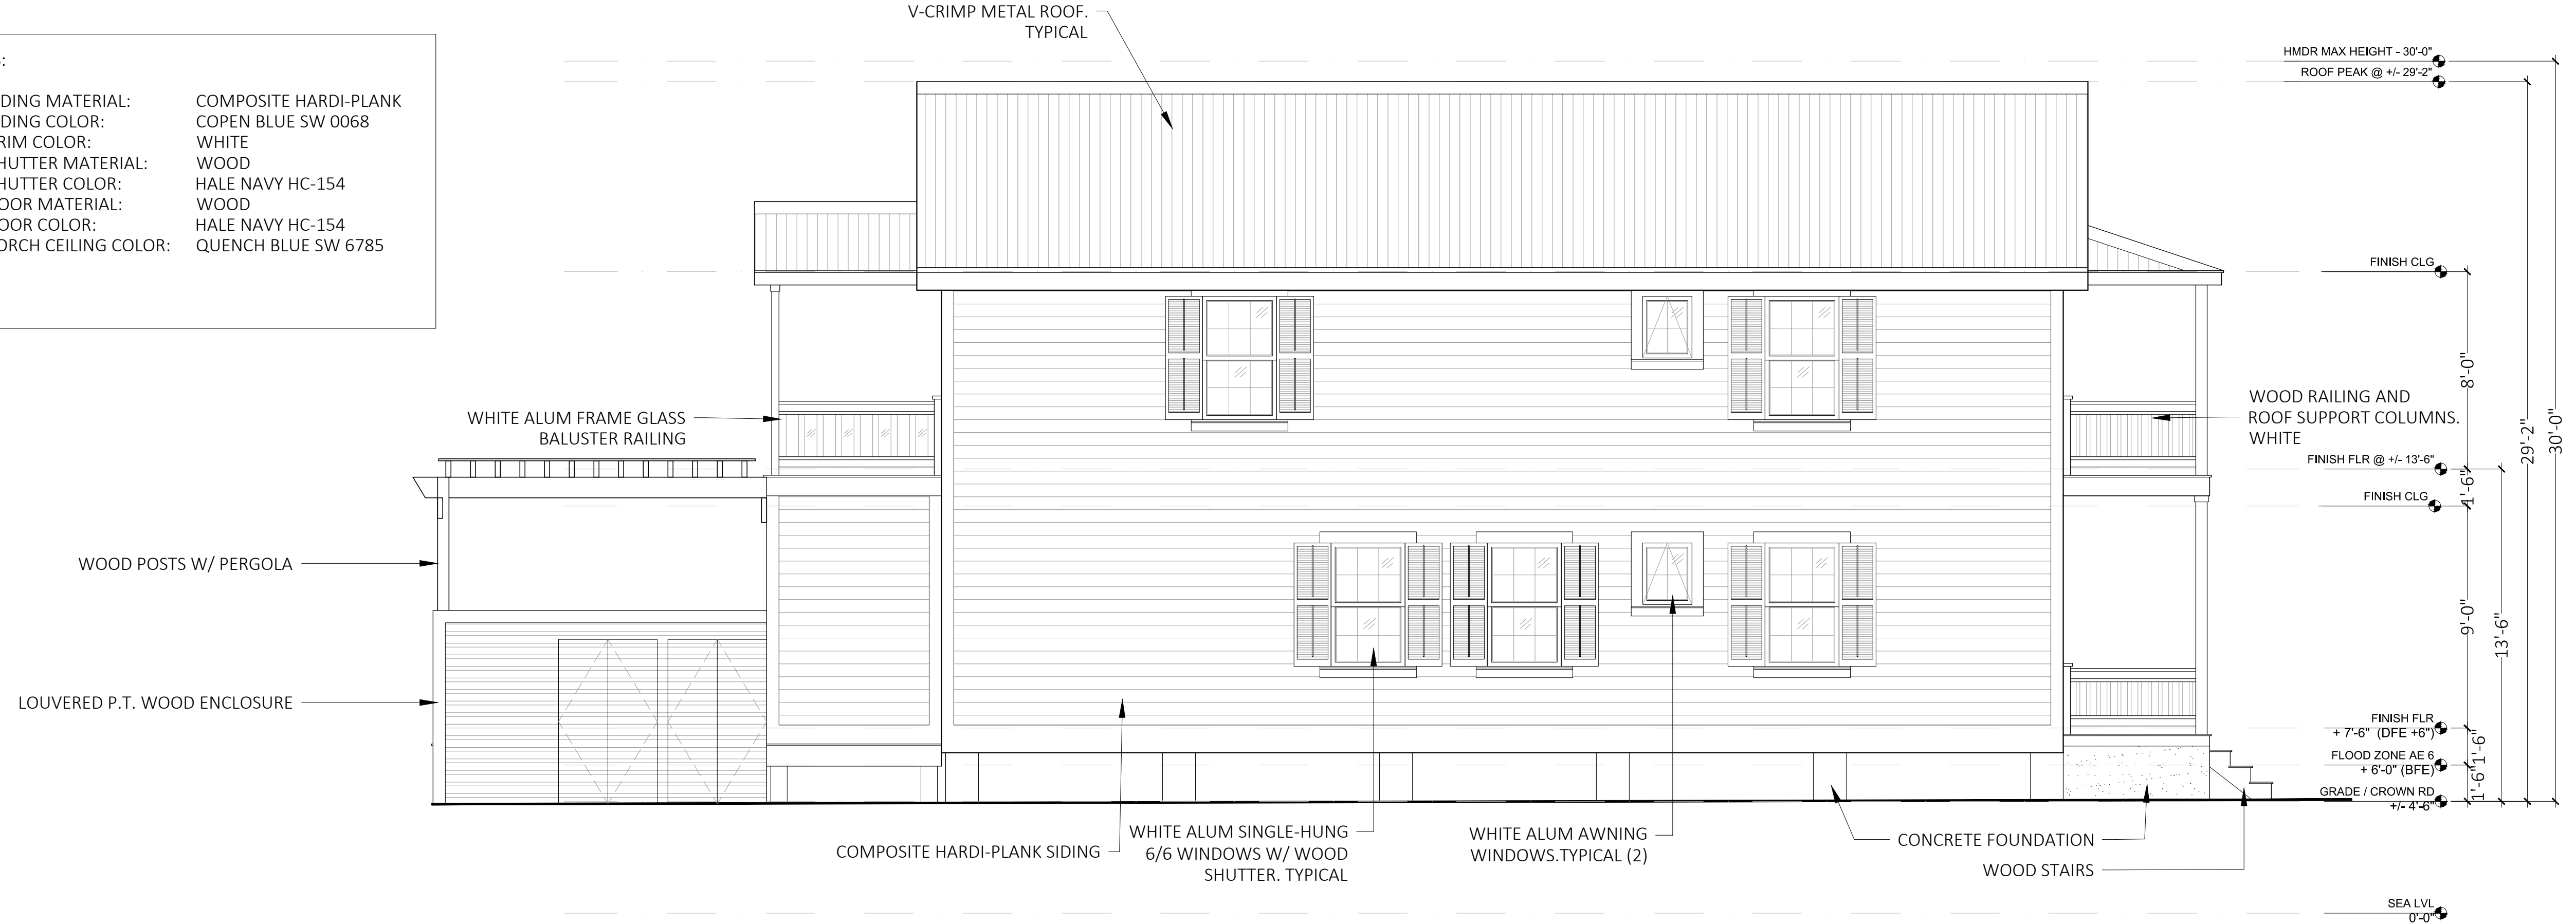 V-CRIMP METAL ROOF.
TYPICAL
:
DING MATERIAL: COMPOSITE HARDI-PLANK
DING COLOR: COPEN BLUE SW 0068
RIM COLOR: WHITE
HUTTER MATERIAL: WOOD
HUTTER COLOR: HALE NAVY HC-154
OOR MATERIAL: WOOD
OOR COLOR: HALE NAVY HC-154
ORCH CEILING COLOR: QUENCH BLUE SW 6785
HMDR MAX HEIGHT - 30'-0"
ROOF PEAK @ +/- 29'-2"
FINISH CLG
8'-0"
WHITE ALUM FRAME GLASS
BALUSTER RAILING
WOOD RAILING AND
ROOF SUPPORT COLUMNS.
WHITE
29'-2"
30'-0"
FINISH FLR @ +/- 13'-6"
1'-6"
FINISH CLG
WOOD POSTS W/ PERGOLA
9'-0"
13'-6"
LOUVERED P.T. WOOD ENCLOSURE
FINISH FLR
+ 7'-6" (DFE +6")
1'-6"
FLOOD ZONE AE 6
+ 6'-0" (BFE)
1'-6"
GRADE / CROWN RD
+/- 4'-6"
COMPOSITE HARDI-PLANK SIDING
WHITE ALUM SINGLE-HUNG
6/6 WINDOWS W/ WOOD
SHUTTER. TYPICAL
WHITE ALUM AWNING
WINDOWS.TYPICAL (2)
CONCRETE FOUNDATION
WOOD STAIRS
SEA LVL
0'-0"